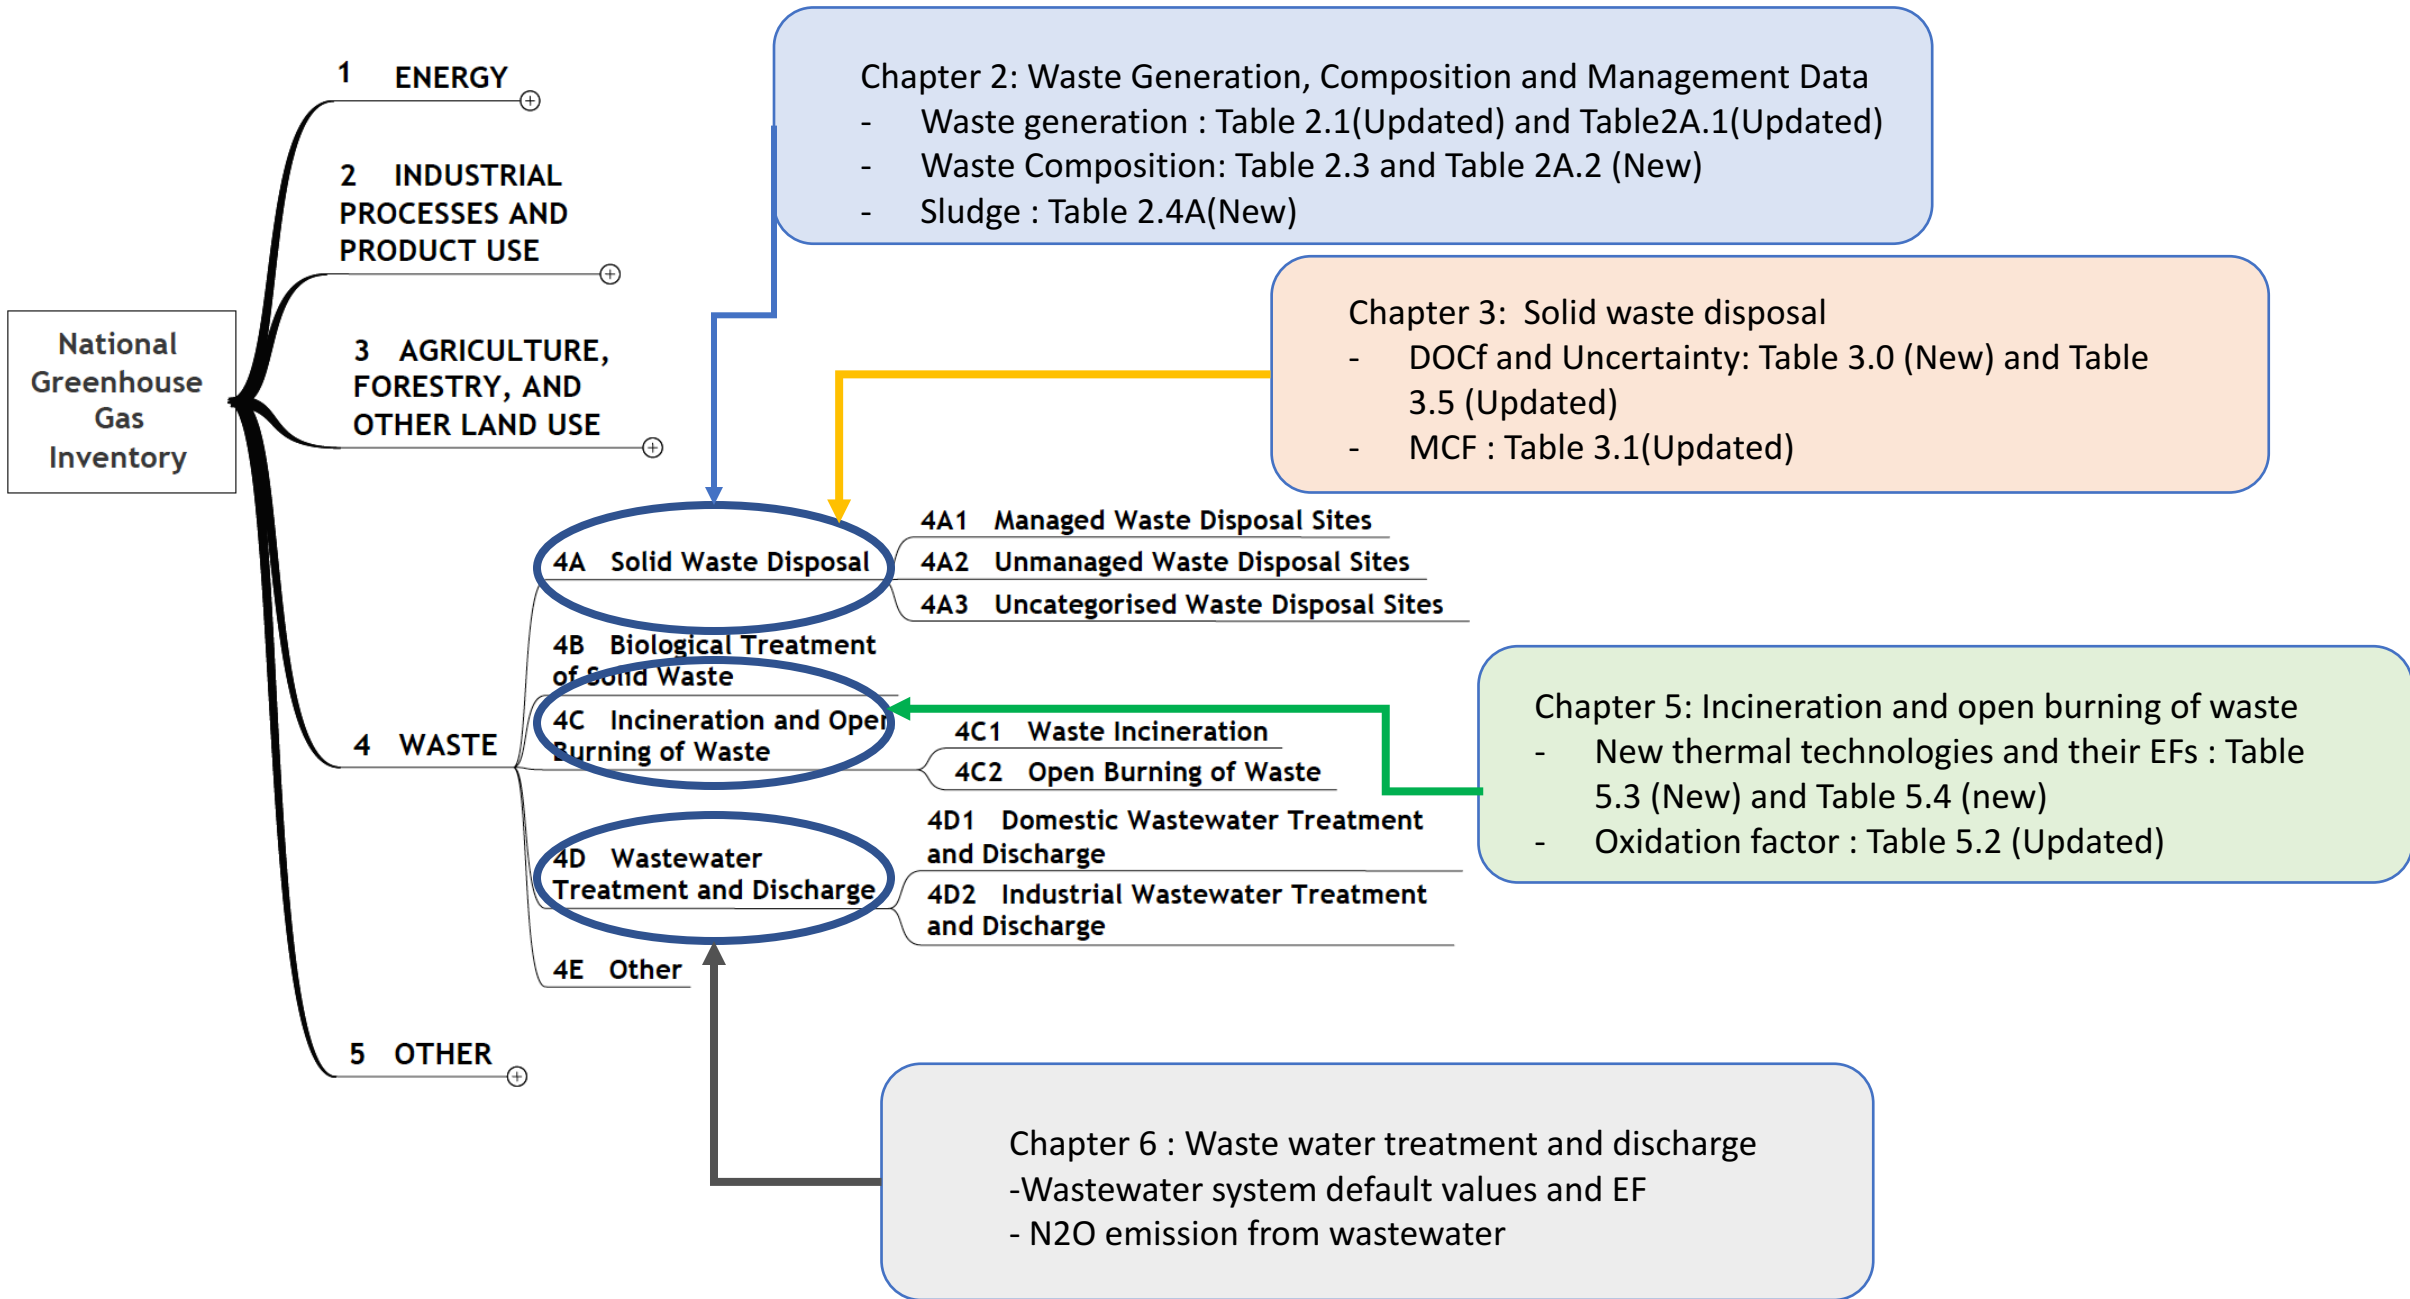 National
Greenhouse
Gas
Inventory
1 ENERGY
2 INDUSTRIAL
PROCESSES AND
PRODUCT USE
3 AGRICULTURE,
FORESTRY, AND
OTHER LAND USE
4 WASTE
5 OTHER
4A Solid Waste Disposal
4A1 Managed Waste Disposal Sites
4A2 Unmanaged Waste Disposal Sites
4A3 Uncategorised Waste Disposal Sites
4B Biological Treatment
of Solid Waste
4C Incineration and Open
Burning of Waste
4C1 Waste Incineration
4C2 Open Burning of Waste
4D Wastewater
Treatment and Discharge
4D1 Domestic Wastewater Treatment
and Discharge
4D2 Industrial Wastewater Treatment
and Discharge
4E Other
Chapter 2: Waste Generation, Composition and Management Data
- Waste generation : Table 2.1(Updated) and Table2A.1(Updated)
- Waste Composition: Table 2.3 and Table 2A.2 (New)
- Sludge : Table 2.4A(New)
Chapter 3: Solid waste disposal
- DOCf and Uncertainty: Table 3.0 (New) and Table
3.5 (Updated)
- MCF : Table 3.1(Updated)
Chapter 5: Incineration and open burning of waste
- New thermal technologies and their EFs : Table
5.3 (New) and Table 5.4 (new)
- Oxidation factor : Table 5.2 (Updated)
Chapter 6 : Waste water treatment and discharge
-Wastewater system default values and EF
- N2O emission from wastewater